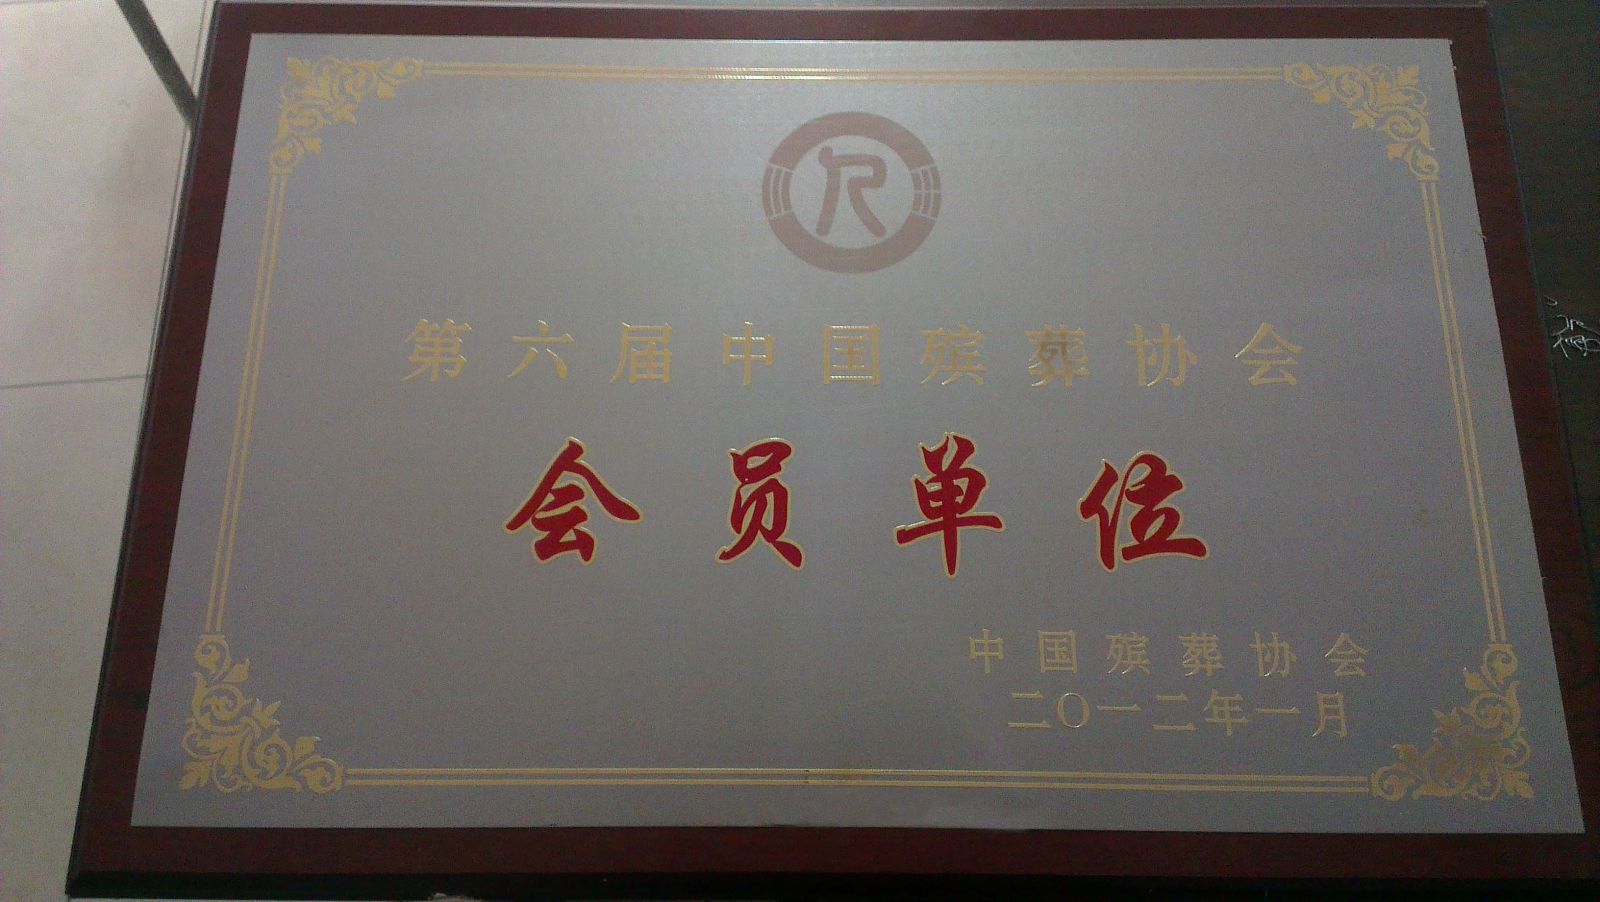 第六届中国殡葬协会
会员单位
中国殡葬协会
二〇一二年一月